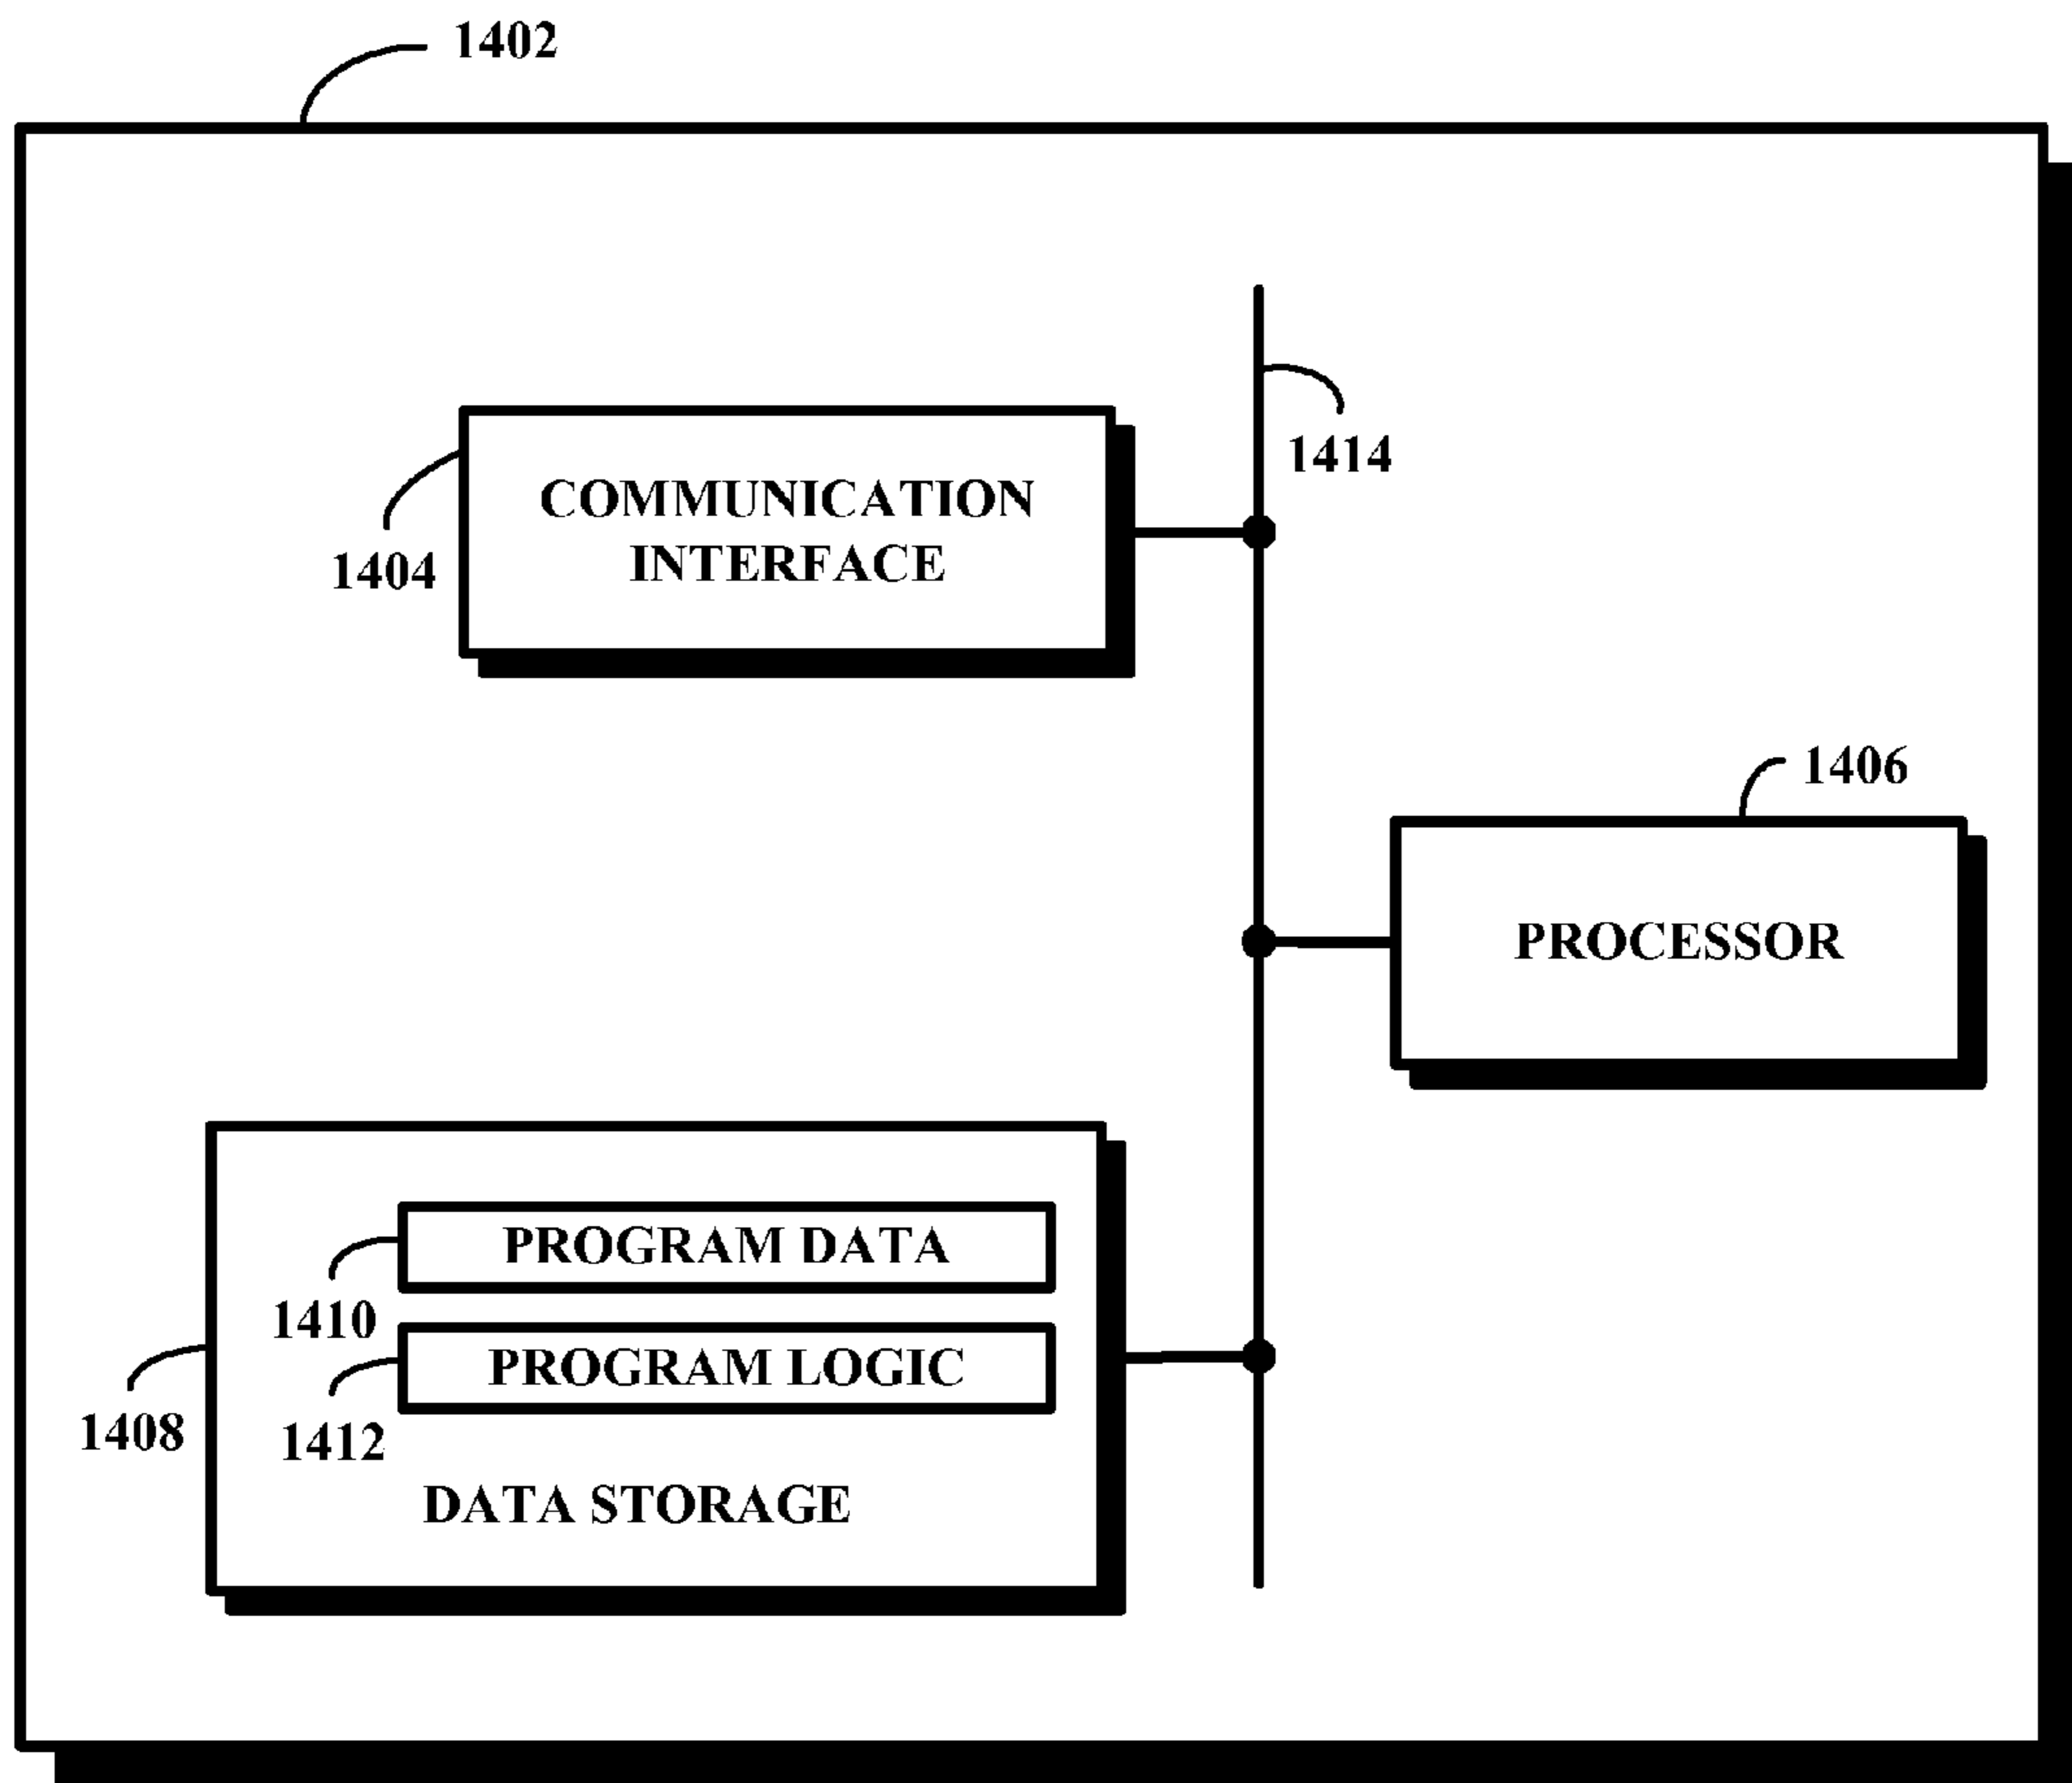 1402
1414
COMMUNICATION
INTERFACE
1404
1406
PROCESSOR
PROGRAM DATA
1410
PROGRAM LOGIC
1408
1412
DATA STORAGE